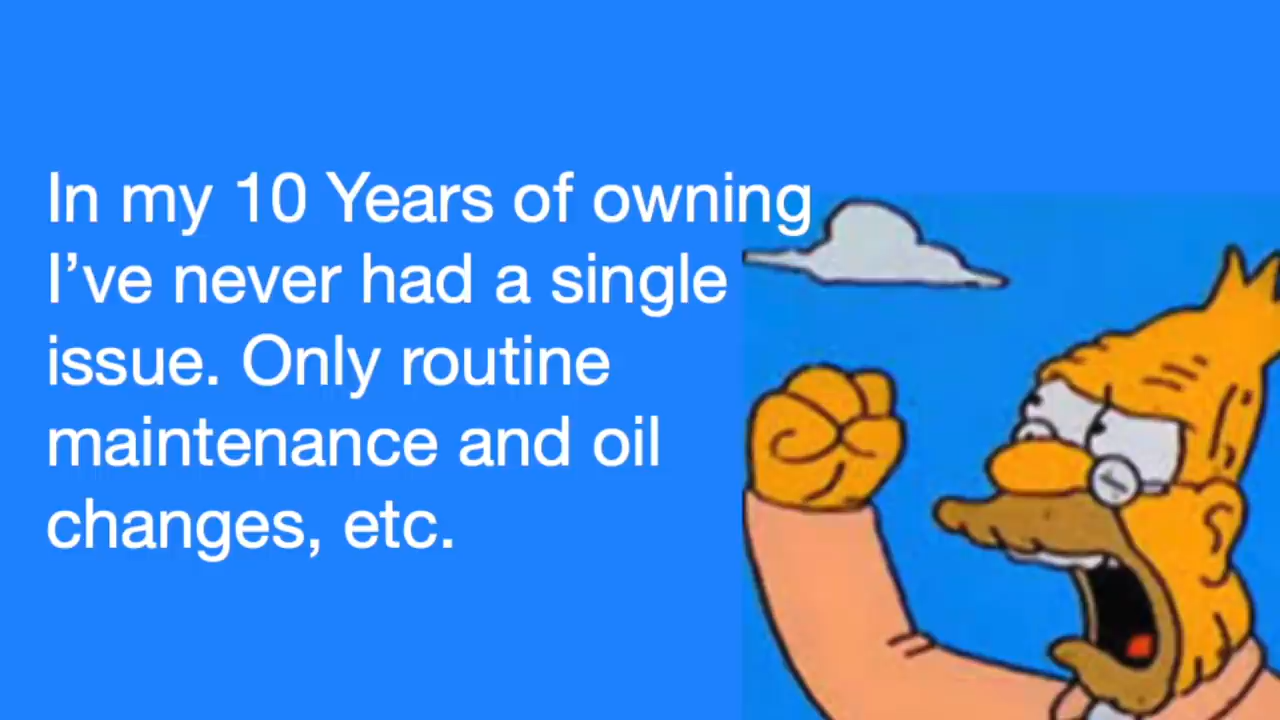 In my 10 Years of owning
I’ve never had a single
issue. Only routine
maintenance and oil
changes, etc.